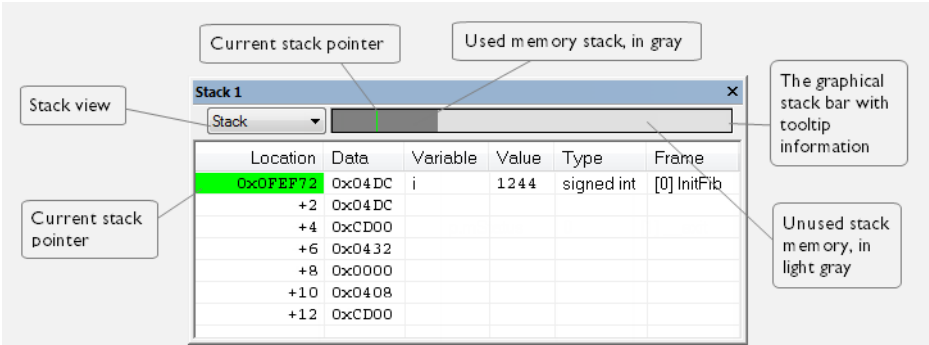 Current stack pointer
Used memory stack, in gray
The graphical
stack bar with
tooltip
information
Stack view
Stack 1
Stack
Location Data Variable Value Type Frame
0x0FEF72 0x04DC i 1244 signed int [0] InitFib
+2 0x04DC
+4 0xCD00
+6 0x0432
+8 0x0000
+10 0x0408
+12 0xCD00
Current stack
pointer
Unused stack
memory, in
light gray